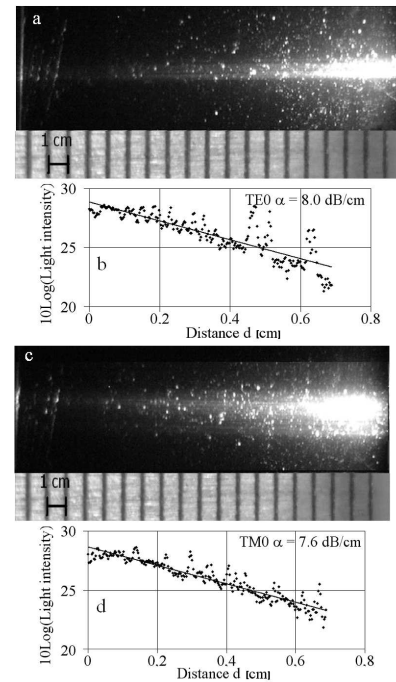 a
1 cm
10Log(Light intensity)
30
25
20
TE0 α = 8.0 dB/cm
b
0
0.2
0.4
0.6
0.8
Distance d [cm]
c
1 cm
10Log(Light intensity)
30
25
20
TM0 α = 7.6 dB/cm
d
0
0.2
0.4
0.6
0.8
Distance d [cm]